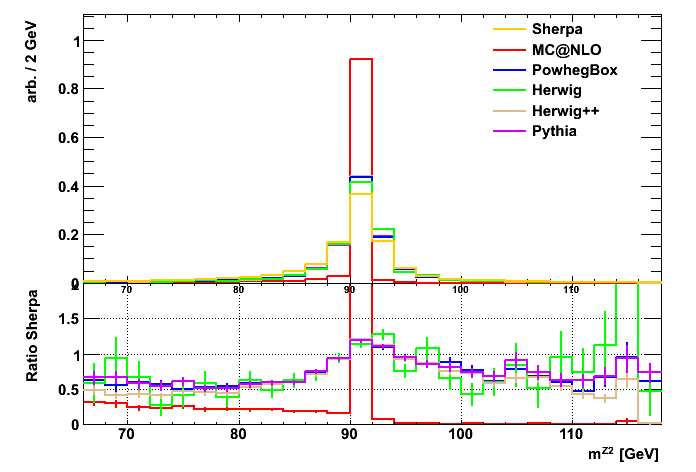 arb. / 2 GeV
1
0.8
0.6
0.4
0.2
0
Sherpa
MC@NLO
PowhegBox
Herwig
Herwig++
Pythia
70 80 90 100 110
Ratio Sherpa
1.5
1
0.5
0
70 80 90 100 110
mZ2 [GeV]